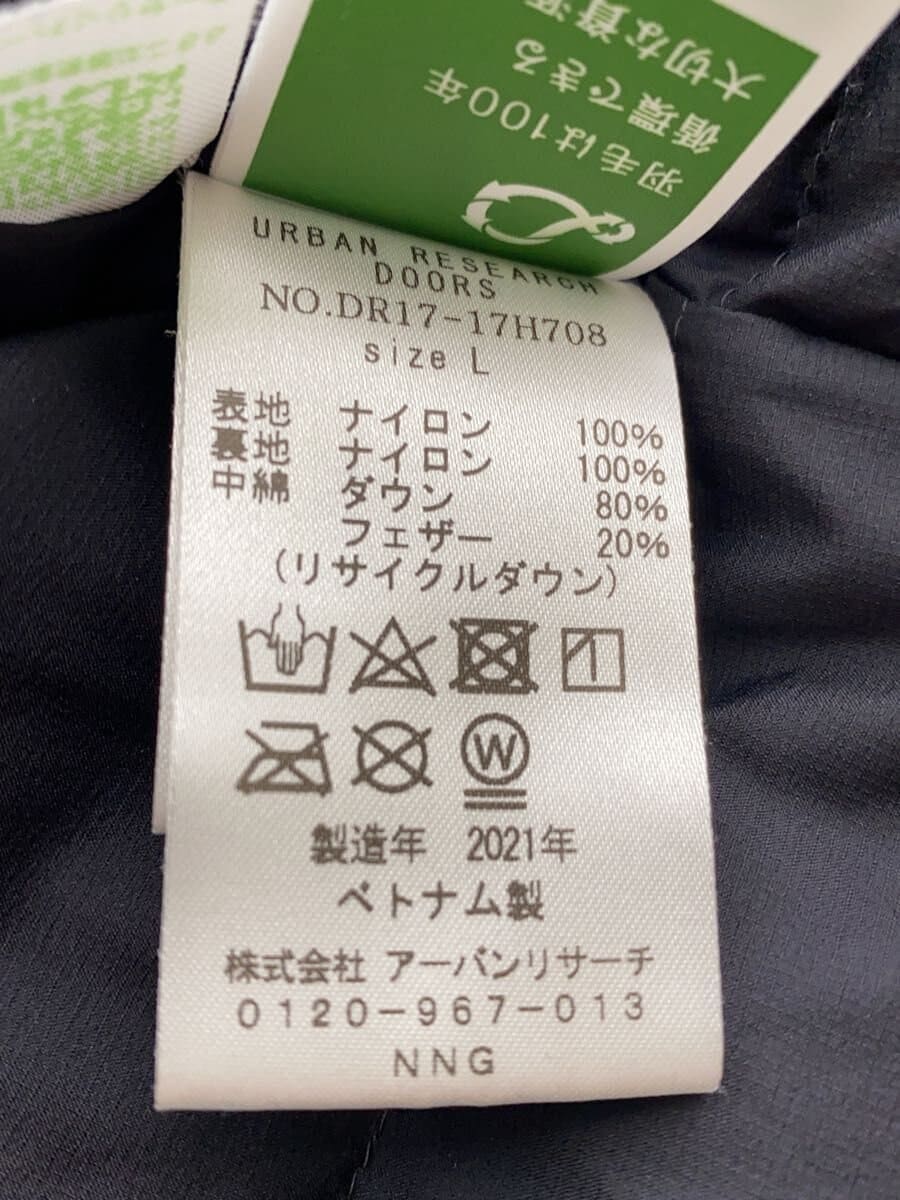 羽毛は100年
循環できる
大切な資源
URBAN RESEARCH
DOORS
NO.DR17-17H708
size L
表地 ナイロン 100%
裏地 ナイロン 100%
中綿 ダウン 80%
フェザー 20%
(リサイクルダウン)
W
製造年 2021年
ベトナム製
株式会社 アーバンリサーチ
0120-967-013
NNG